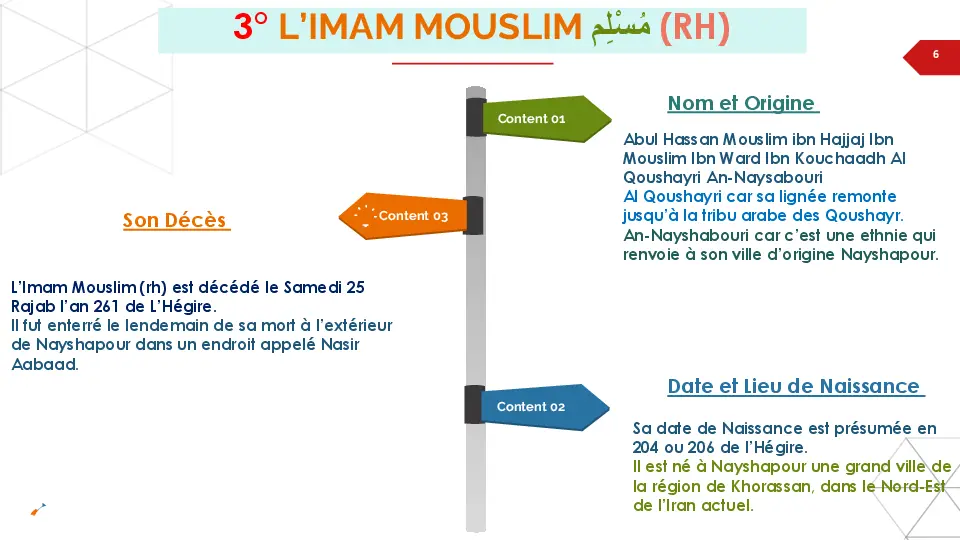 3° L’IMAM MOUSLIM مُسْلِم (RH)
6
Content 01
Nom et Origine
Abul Hassan Mouslim ibn Hajjaj Ibn
Mouslim Ibn Ward Ibn Kouchaadh Al
Qoushayri An-Naysabouri
Al Qoushayri car sa lignée remonte
jusqu’à la tribu arabe des Qoushayr.
An-Nayshabouri car c’est une ethnie qui
renvoie à son ville d’origine Nayshapour.
Content 03
Son Décès
L’Imam Mouslim (rh) est décédé le Samedi 25
Rajab l’an 261 de L’Hégire.
Il fut enterré le lendemain de sa mort à l’extérieur
de Nayshapour dans un endroit appelé Nasir
Aabaad.
Content 02
Date et Lieu de Naissance
Sa date de Naissance est présumée en
204 ou 206 de l’Hégire.
Il est né à Nayshapour une grand ville de
la région de Khorassan, dans le Nord-Est
de l’Iran actuel.